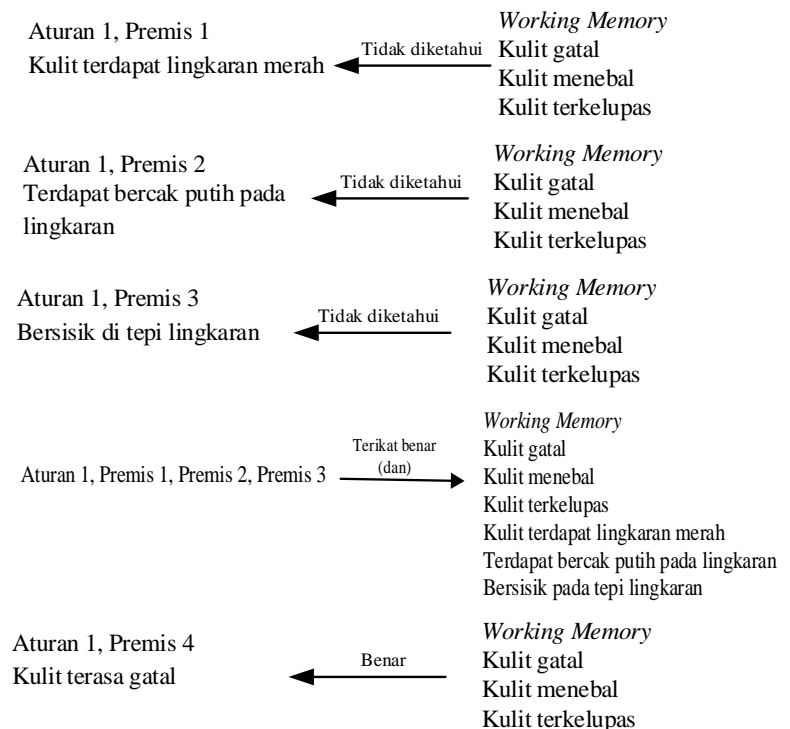 Aturan 1, Premis 1
Kulit terdapat lingkaran merah
Tidak diketahui
Working Memory
Kulit gatal
Kulit menebal
Kulit terkelupas
Aturan 1, Premis 2
Terdapat bercak putih pada
lingkaran
Tidak diketahui
Working Memory
Kulit gatal
Kulit menebal
Kulit terkelupas
Aturan 1, Premis 3
Bersisik di tepi lingkaran
Tidak diketahui
Working Memory
Kulit gatal
Kulit menebal
Kulit terkelupas
Aturan 1, Premis 1, Premis 2, Premis 3
Terikat benar
(dan)
Working Memory
Kulit gatal
Kulit menebal
Kulit terkelupas
Kulit terdapat lingkaran merah
Terdapat bercak putih pada lingkaran
Bersisik pada tepi lingkaran
Aturan 1, Premis 4
Kulit terasa gatal
Benar
Working Memory
Kulit gatal
Kulit menebal
Kulit terkelupas